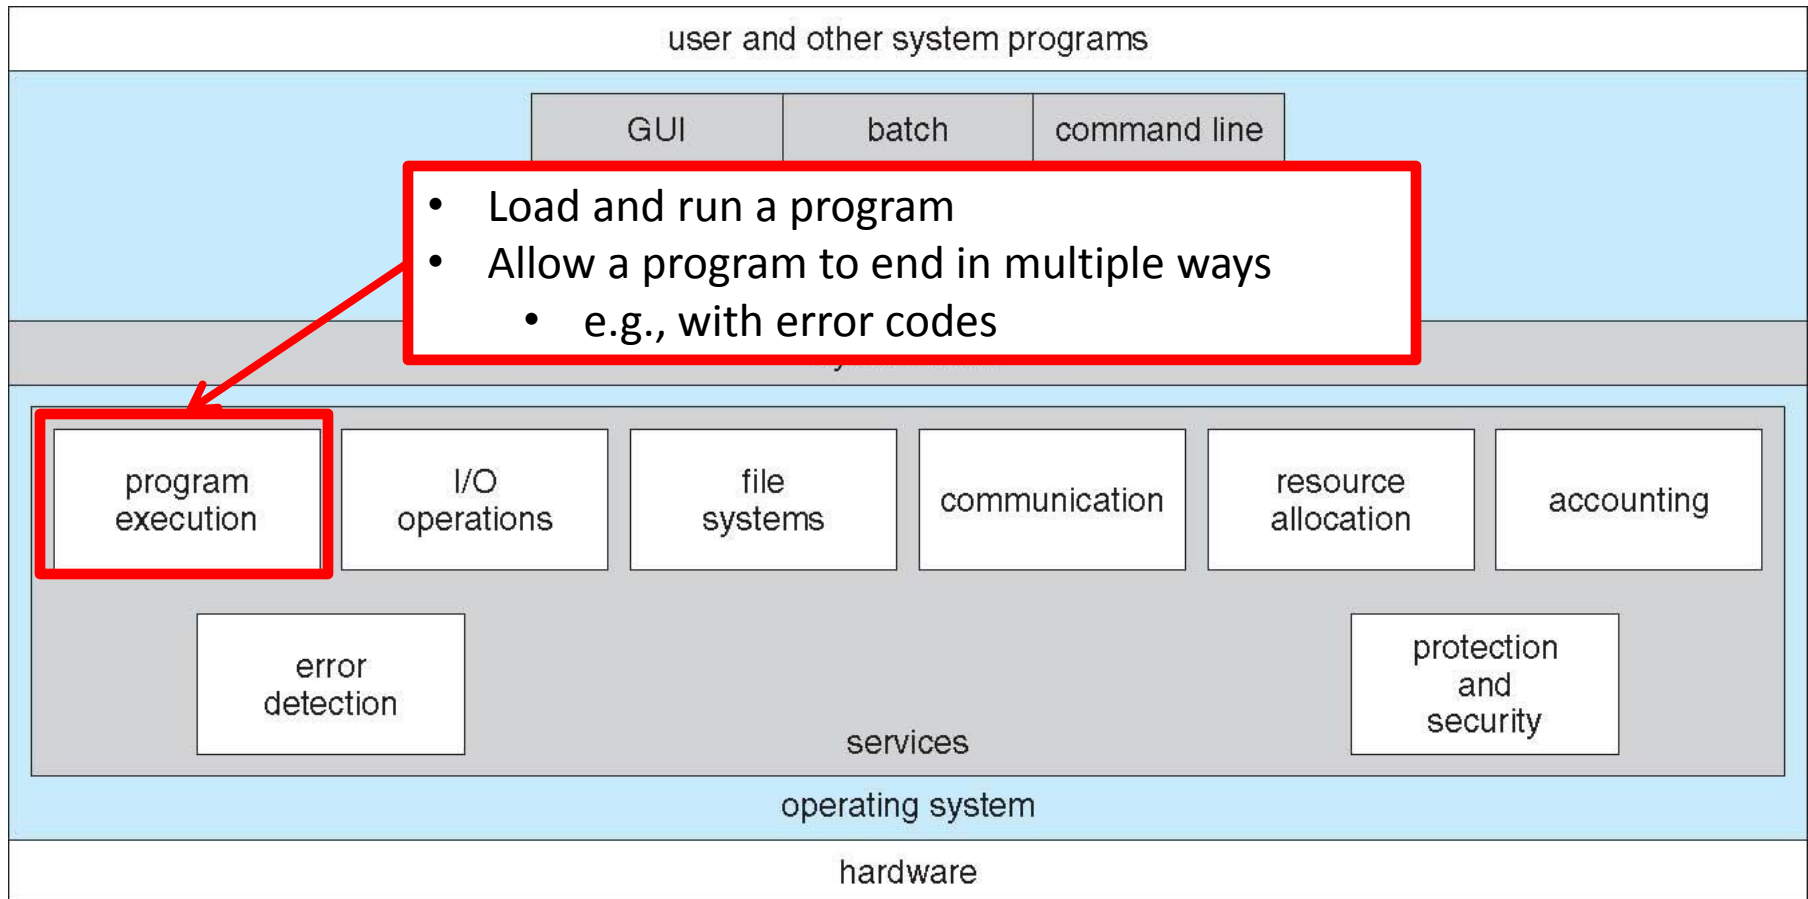 user and other system programs
GUI batch command line
• Load and run a program
• Allow a program to end in multiple ways
• e.g., with error codes
program
execution
I/O
operations
file
systems
communication
resource
allocation
accounting
error
detection
protection
and
security
services
operating system
hardware